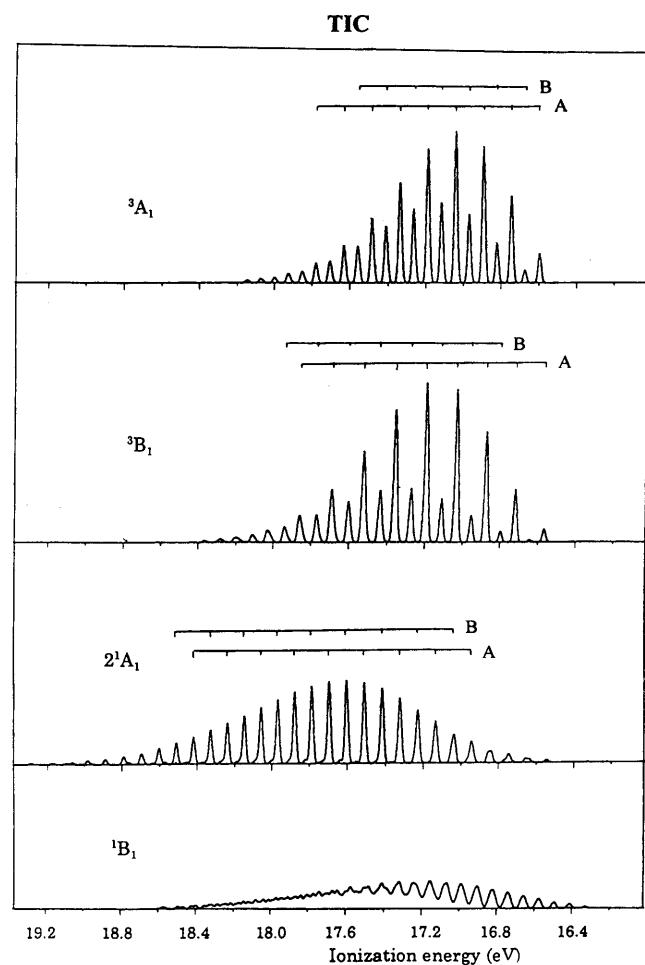 TIC
B
A
³A₁
B
A
³B₁
B
2¹A₁
A
¹B₁
19.2 18.8 18.4 18.0 17.6 17.2 16.8 16.4
Ionization energy (eV)